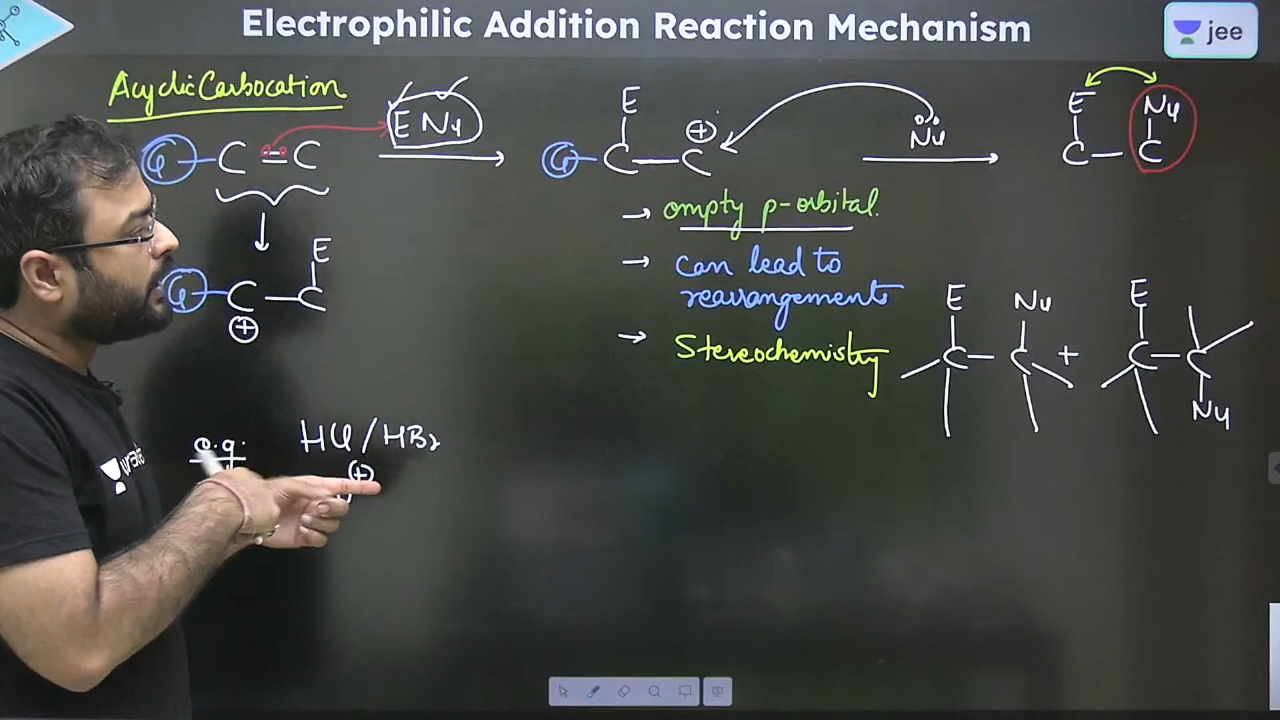 Electrophilic Addition Reaction Mechanism
jee
Acyclic Carbocation
G C = C
E Nu
E
G C — C ⊕
Nu
E Nu
C — C
E
G C — C
⊕
→ empty p-orbital.
→ can lead to
rearrangements
→ Stereochemistry
E Nu E
C — C + C — C
Nu
e.g. HCl / HBr
⊕